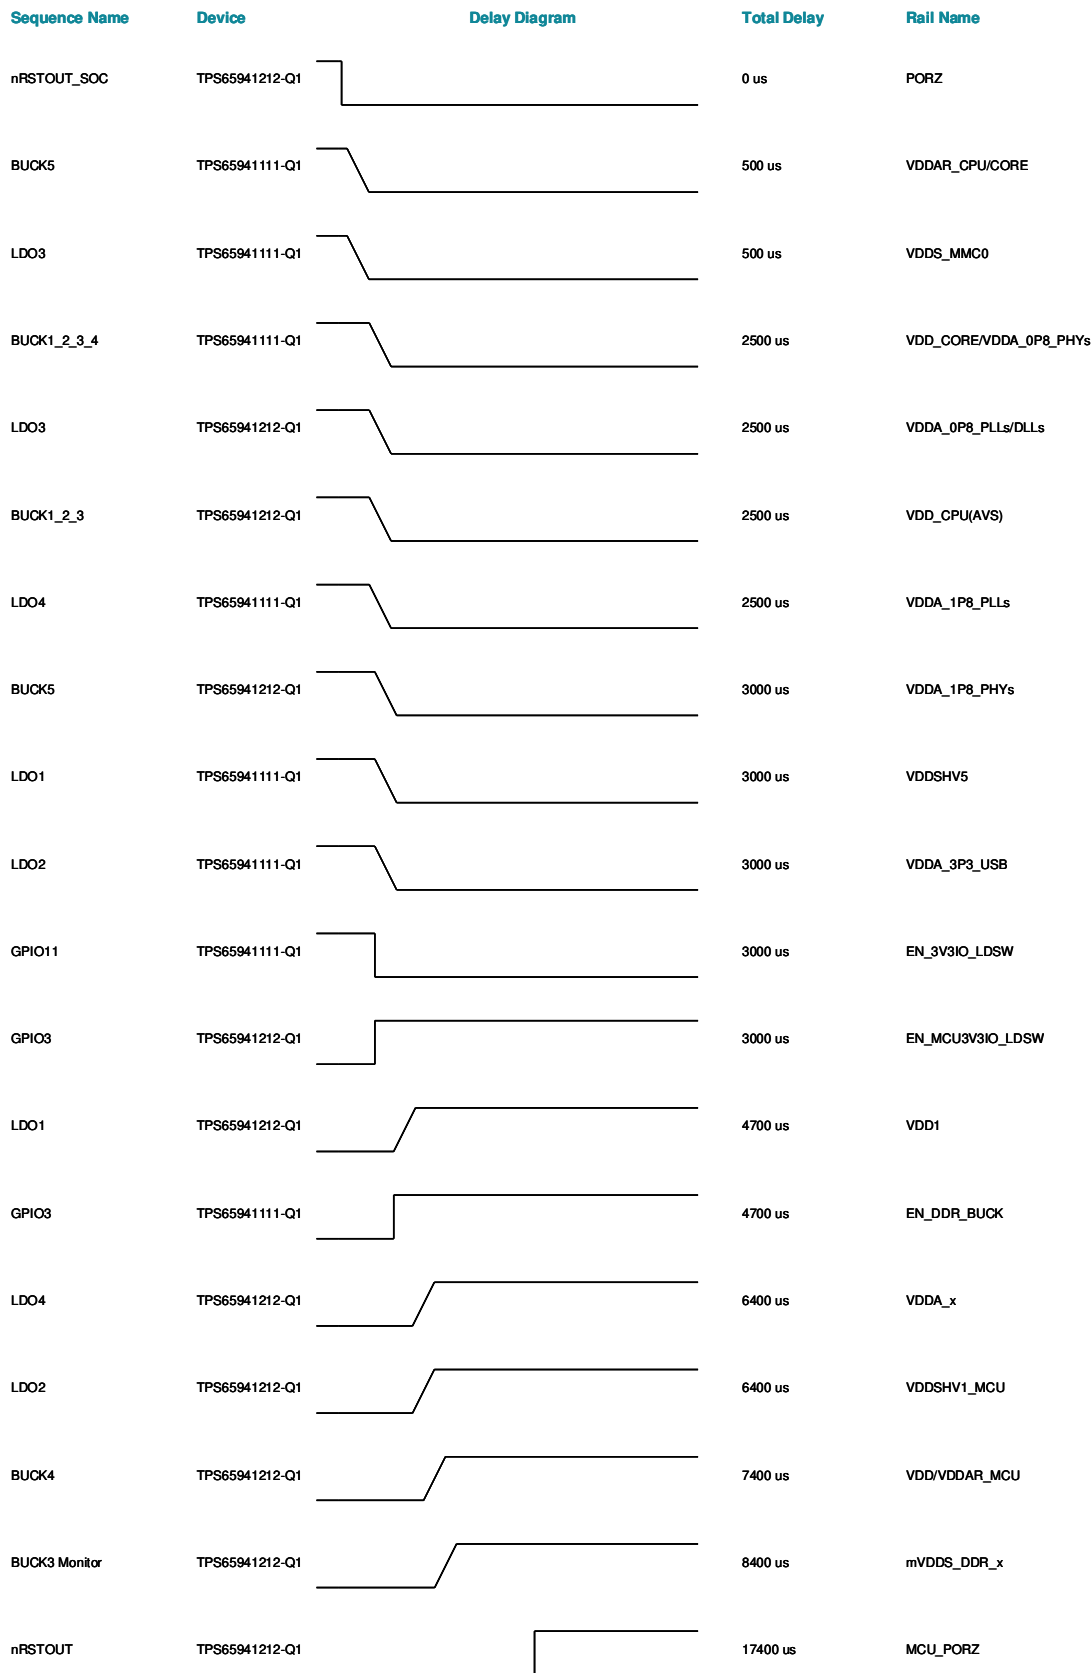 Sequence Name Device Delay Diagram Total Delay Rail Name
nRSTOUT_SOC TPS65941212-Q1 0 us PORZ
BUCK5 TPS65941111-Q1 500 us VDDAR_CPU/CORE
LDO3 TPS65941111-Q1 500 us VDDS_MMC0
BUCK1_2_3_4 TPS65941111-Q1 2500 us VDD_CORE/VDDA_0P8_PHYs
LDO3 TPS65941212-Q1 2500 us VDDA_0P8_PLLs/DLLs
BUCK1_2_3 TPS65941212-Q1 2500 us VDD_CPU(AVS)
LDO4 TPS65941111-Q1 2500 us VDDA_1P8_PLLs
BUCK5 TPS65941212-Q1 3000 us VDDA_1P8_PHYs
LDO1 TPS65941111-Q1 3000 us VDDSHV5
LDO2 TPS65941111-Q1 3000 us VDDA_3P3_USB
GPIO11 TPS65941111-Q1 3000 us EN_3V3IO_LDSW
GPIO3 TPS65941212-Q1 3000 us EN_MCU3V3IO_LDSW
LDO1 TPS65941212-Q1 4700 us VDD1
GPIO3 TPS65941111-Q1 4700 us EN_DDR_BUCK
LDO4 TPS65941212-Q1 6400 us VDDA_x
LDO2 TPS65941212-Q1 6400 us VDDSHV1_MCU
BUCK4 TPS65941212-Q1 7400 us VDD/VDDAR_MCU
BUCK3 Monitor TPS65941212-Q1 8400 us mVDDS_DDR_x
nRSTOUT TPS65941212-Q1 17400 us MCU_PORZ